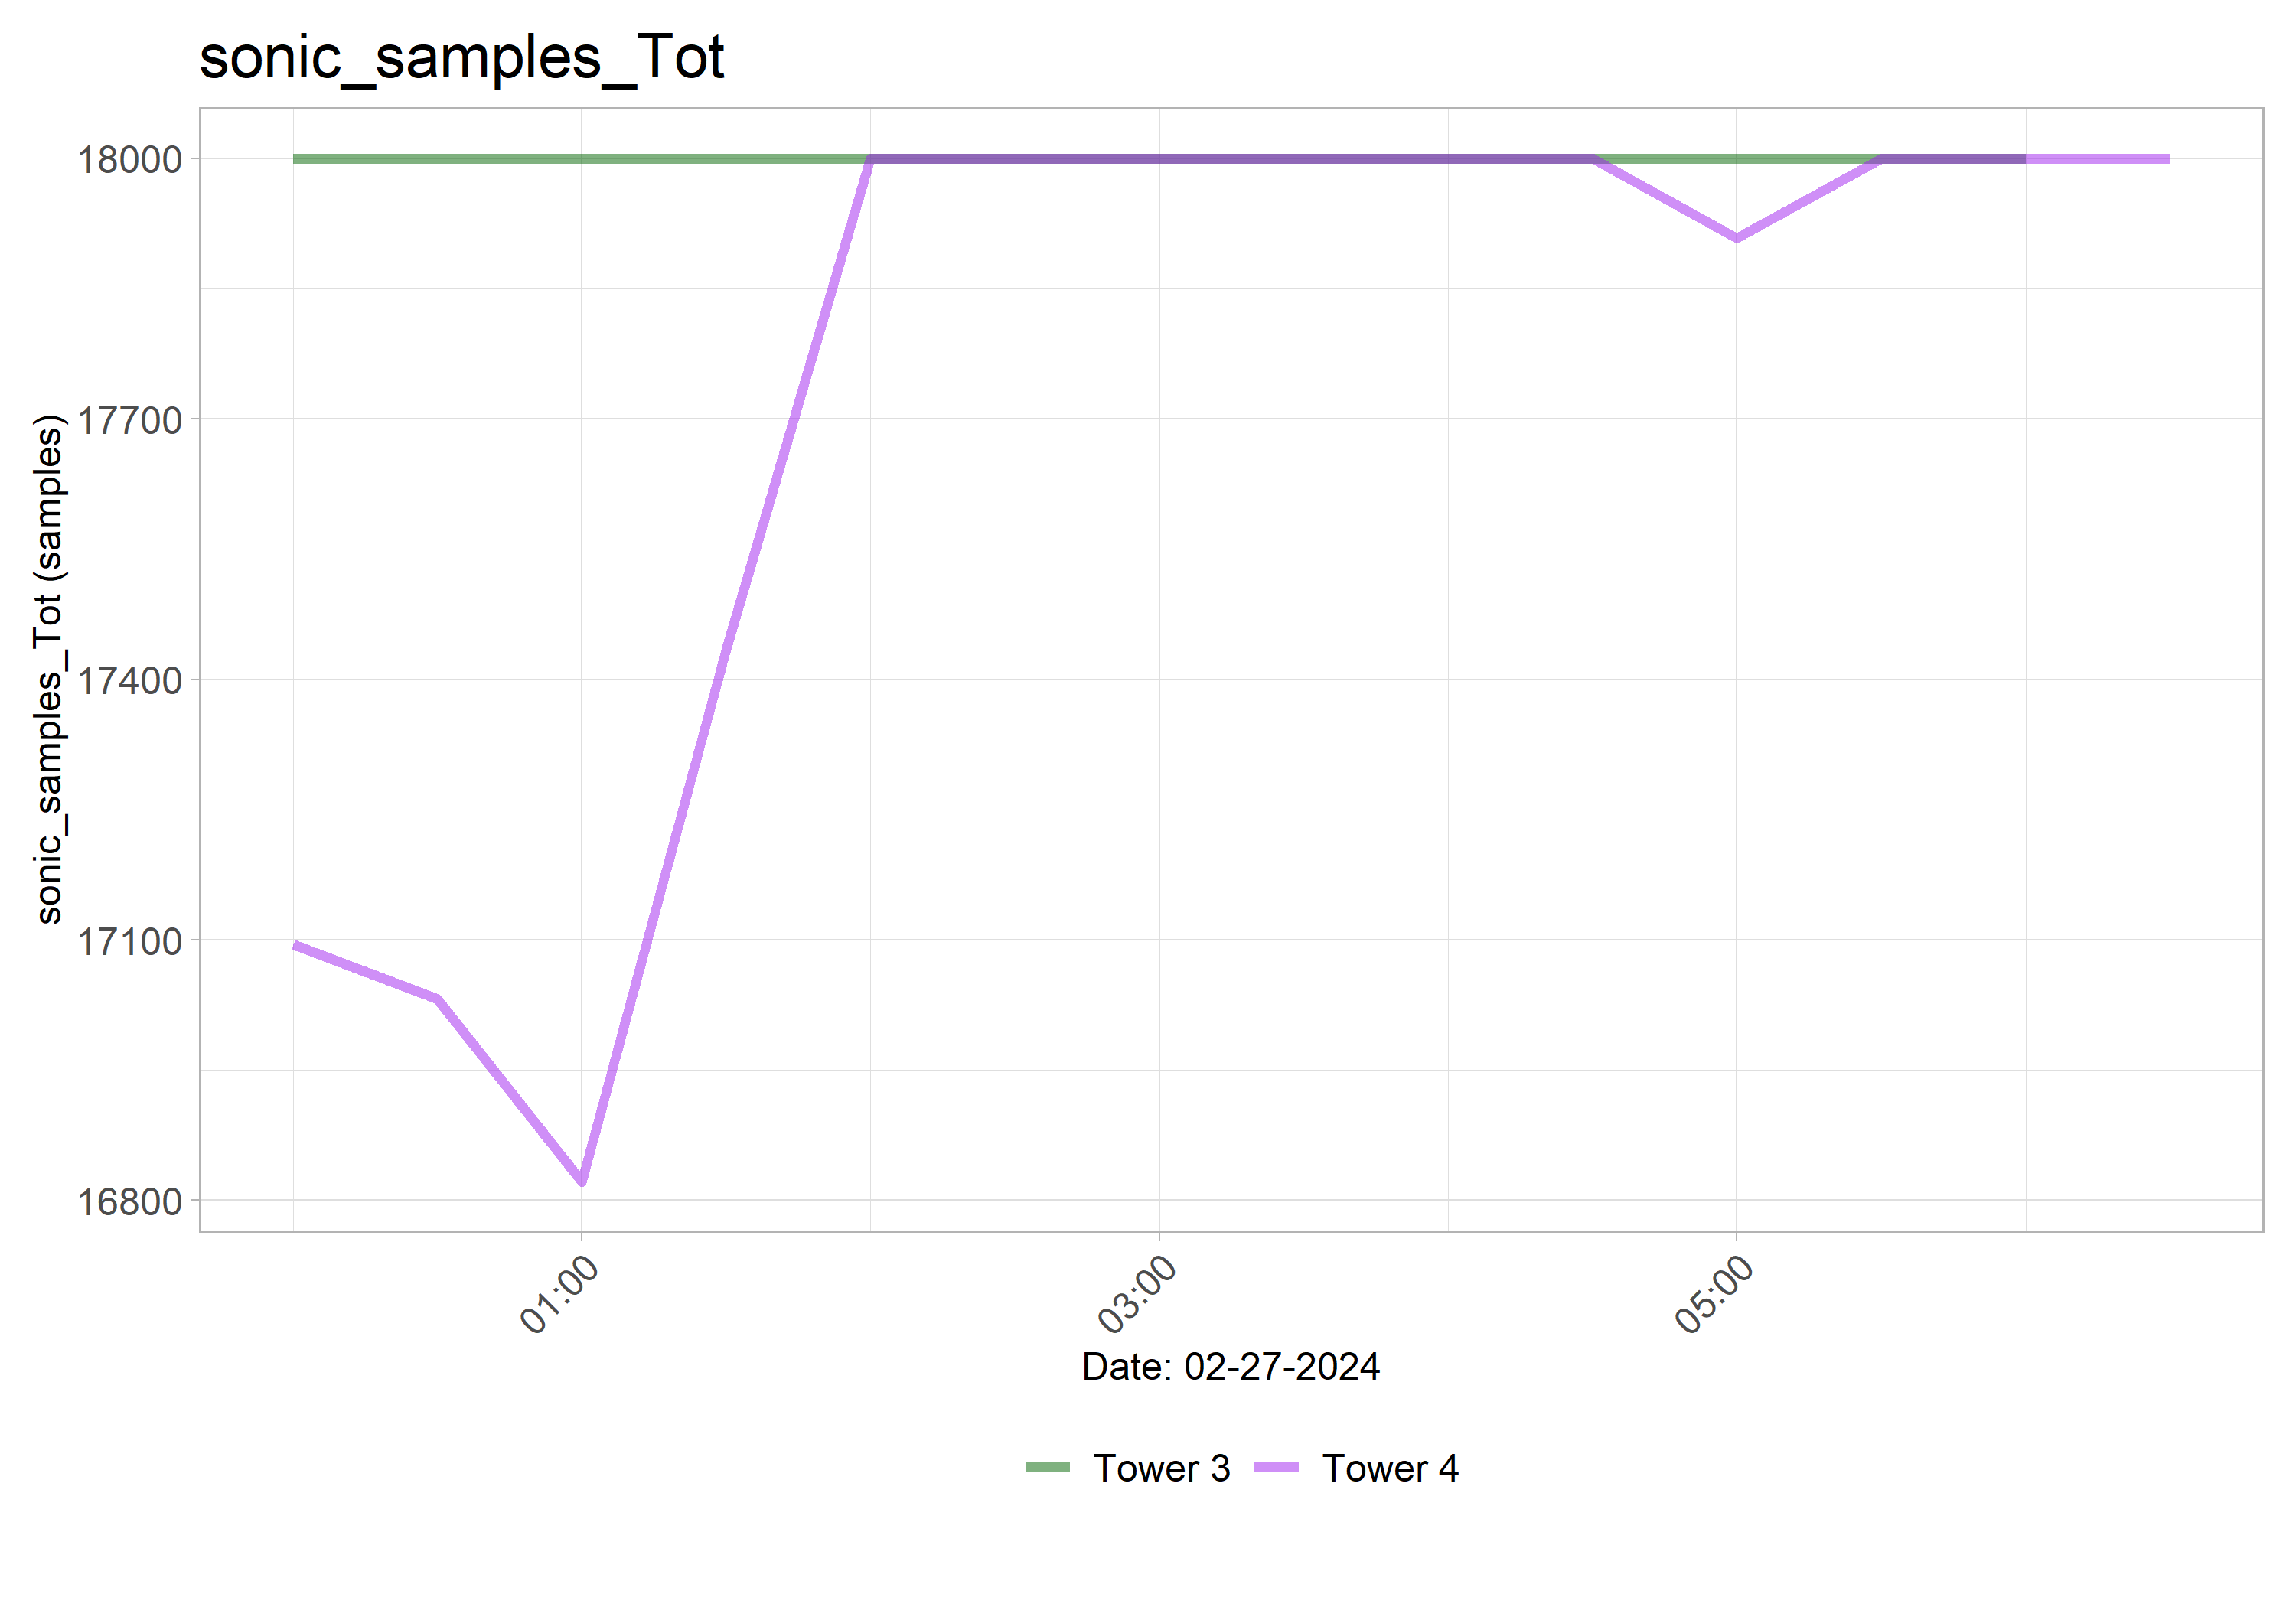 sonic_samples_Tot
sonic_samples_Tot (samples)
18000
17700
17400
17100
16800
01:00
03:00
05:00
Date: 02-27-2024
Tower 3
Tower 4